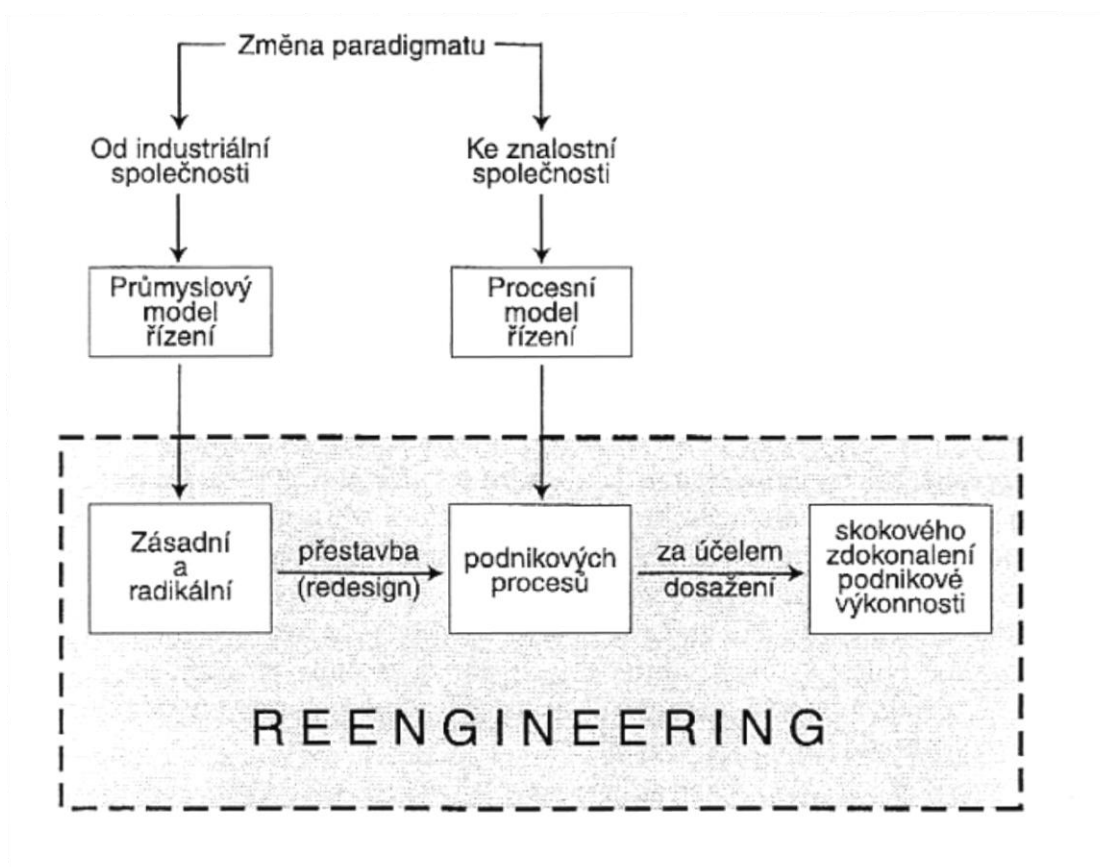 Změna paradigmatu
Od industriální
společnosti
Ke znalostní
společnosti
Průmyslový
model
řízení
Procesní
model
řízení
Zásadní
a
radikální
přestavba
(redesign)
podnikových
procesů
za účelem
dosažení
skokového
zdokonalení
podnikové
výkonnosti
REENGINEERING